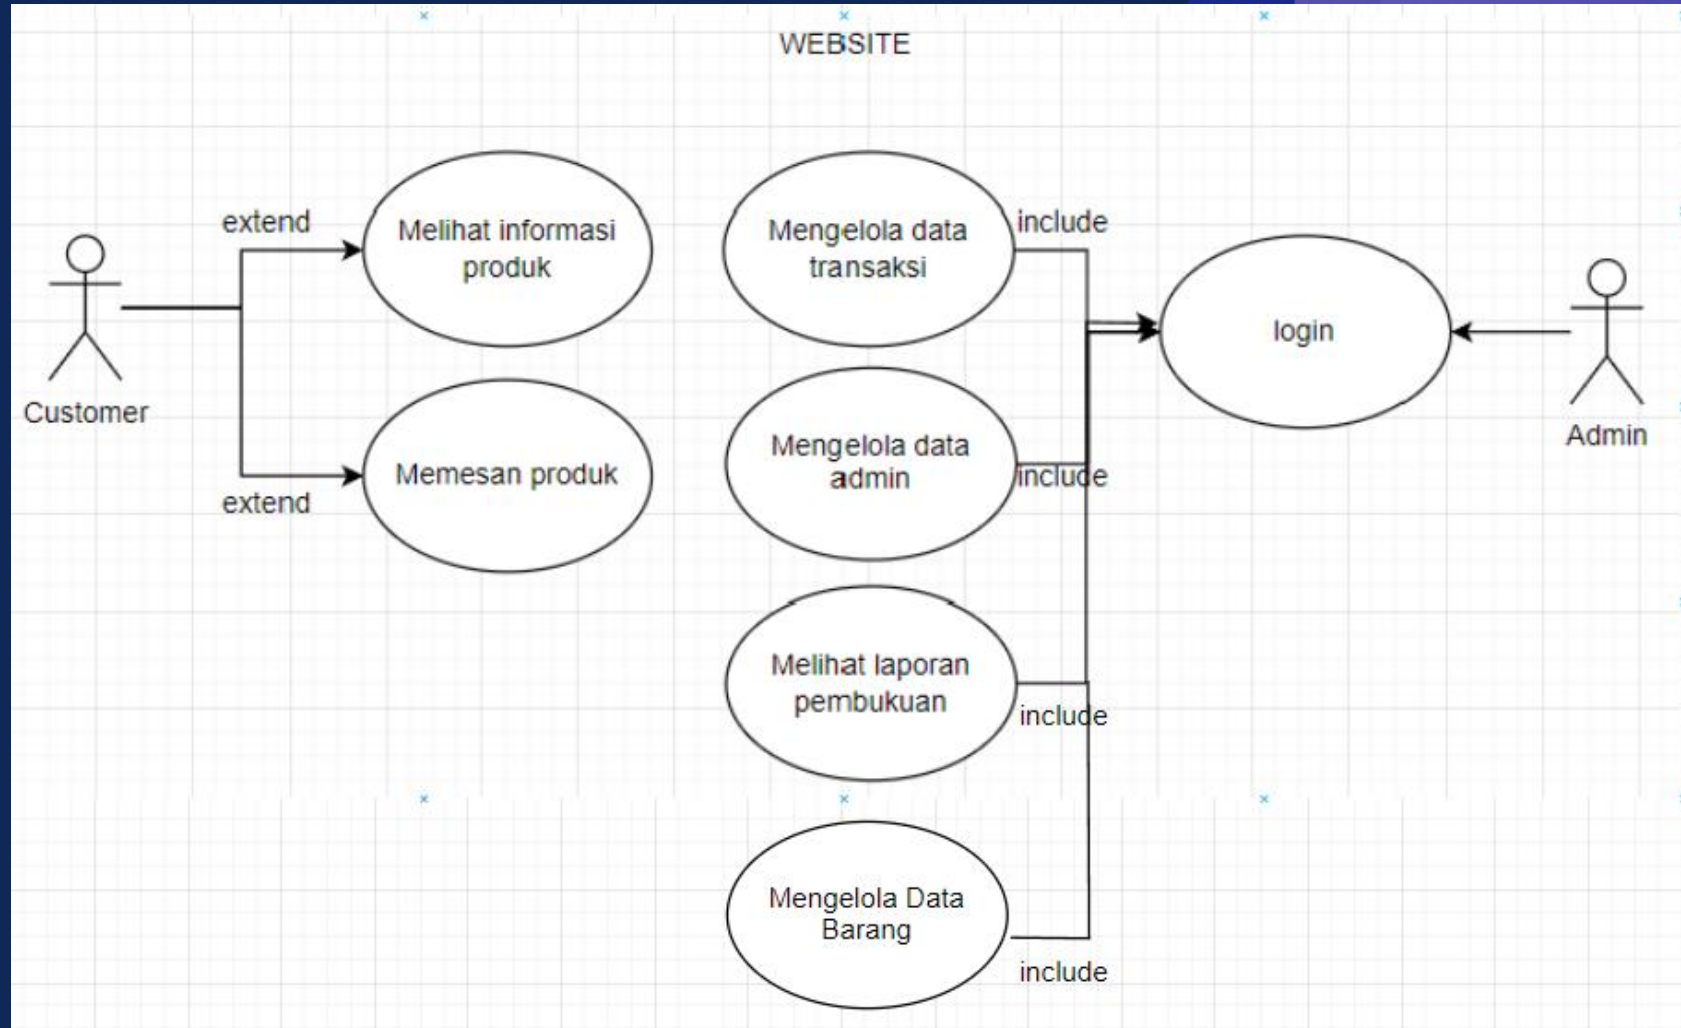 WEBSITE
extend
Melihat informasi
produk
Customer
Memesan produk
extend
Mengelola data
transaksi
include
Mengelola data
admin
include
Melihat laporan
pembukuan
include
Mengelola Data
Barang
include
login
Admin